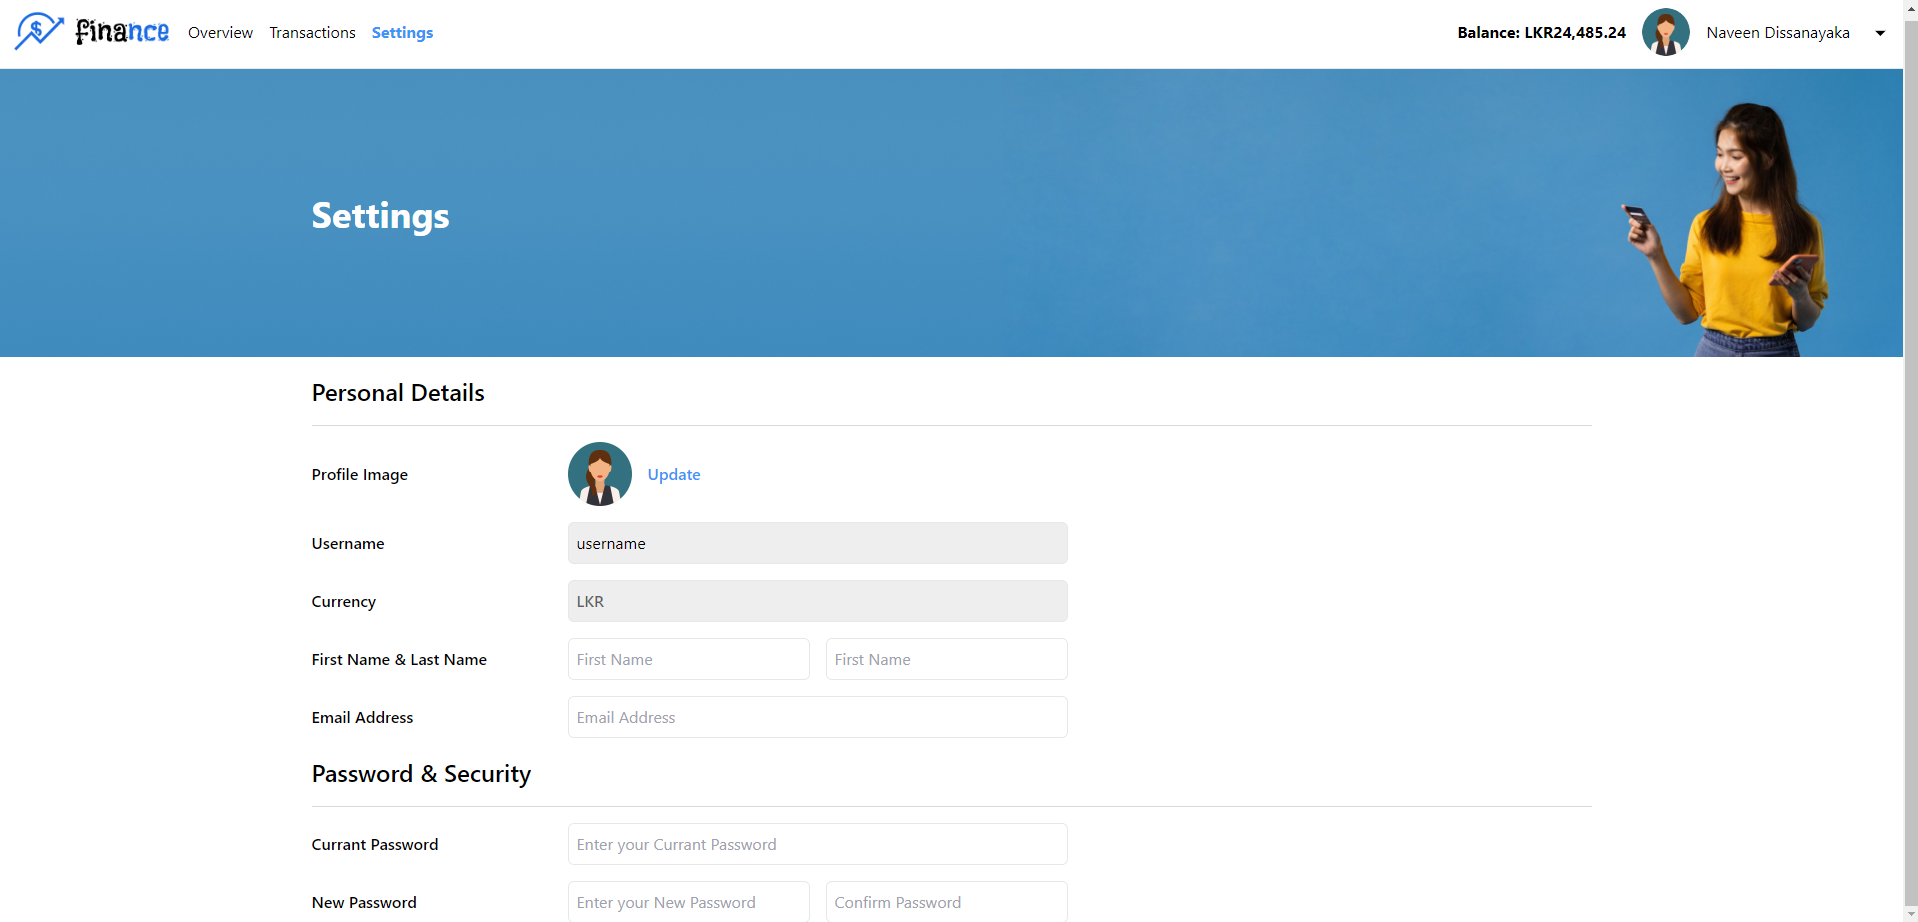 finance Overview Transactions Settings Balance: LKR24,485.24 Naveen Dissanayaka
Settings
Personal Details
Profile Image Update
Username username
Currency LKR
First Name & Last Name First Name First Name
Email Address Email Address
Password & Security
Currant Password Enter your Currant Password
New Password Enter your New Password Confirm Password